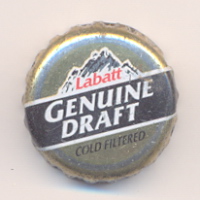 Labatt
GENUINE
DRAFT
COLD FILTERED